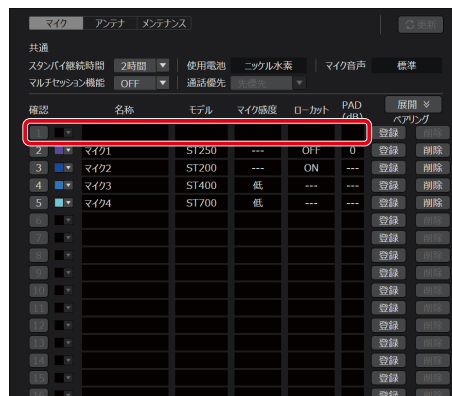 マイク アンテナ メンテナンス 更新
共通
スタンバイ継続時間 2時間 使用電池 ニッケル水素 マイク音声 標準
マルチセッション機能 OFF 通話優先 先優先
確認 名称 モデル マイク感度 ローカット PAD (dB) 展開 ペアリング
1 登録 削除
2 マイク1 ST250 --- OFF 0 登録 削除
3 マイク2 ST200 --- ON --- 登録 削除
4 マイク3 ST400 低 --- --- 登録 削除
5 マイク4 ST700 低 --- --- 登録 削除
6 登録 削除
7 登録 削除
8 登録 削除
9 登録 削除
10 登録 削除
11 登録 削除
12 登録 削除
13 登録 削除
14 登録 削除
15 登録 削除
16 登録 削除